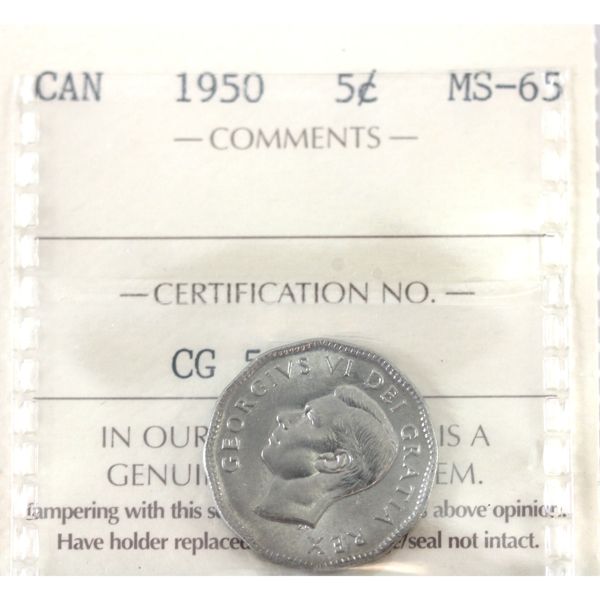 CAN 1950 5¢ MS-65
— COMMENTS —
— CERTIFICATION NO. —
CG
IN OUR IS A
GENUI EM.
tampering with this above opinion.
Have holder replaced /seal not intact.
GEORGIVS VI DEI GRATIA REX